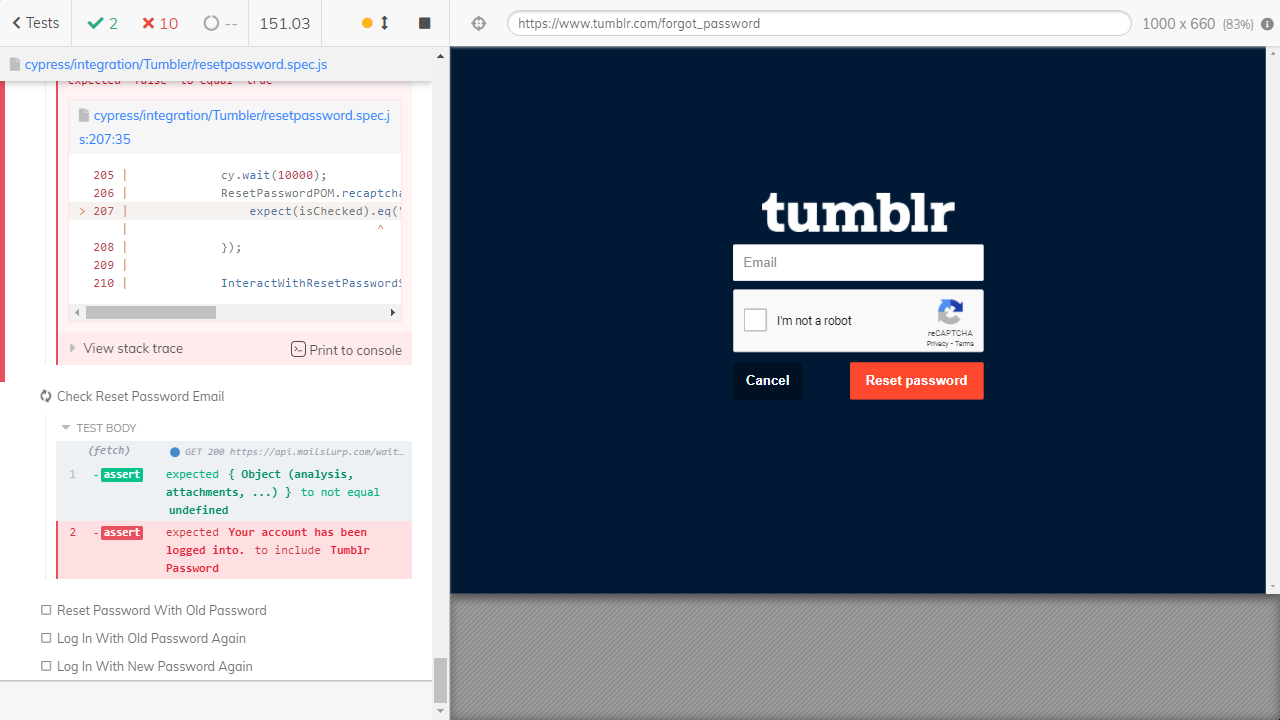 Tests
2
10
--
151.03
https://www.tumblr.com/forgot_password
1000 x 660 (83%)
cypress/integration/Tumbler/resetpassword.spec.js
expected 'false' to equal 'true'
cypress/integration/Tumbler/resetpassword.spec.j
s:207:35
205 | cy.wait(10000);
206 | ResetPasswordPOM.recaptcha
> 207 | expect(isChecked).eq('
| ^
208 | });
209 |
210 | InteractWithResetPasswordS
View stack trace
Print to console
Check Reset Password Email
TEST BODY
(fetch) GET 200 https://api.mailslurp.com/wait…
1 -assert expected { Object (analysis,
attachments, ...) } to not equal
undefined
2 -assert expected Your account has been
logged into. to include Tumblr
Password
Reset Password With Old Password
Log In With Old Password Again
Log In With New Password Again
tumblr
Email
I'm not a robot
reCAPTCHA
Privacy - Terms
Cancel
Reset password